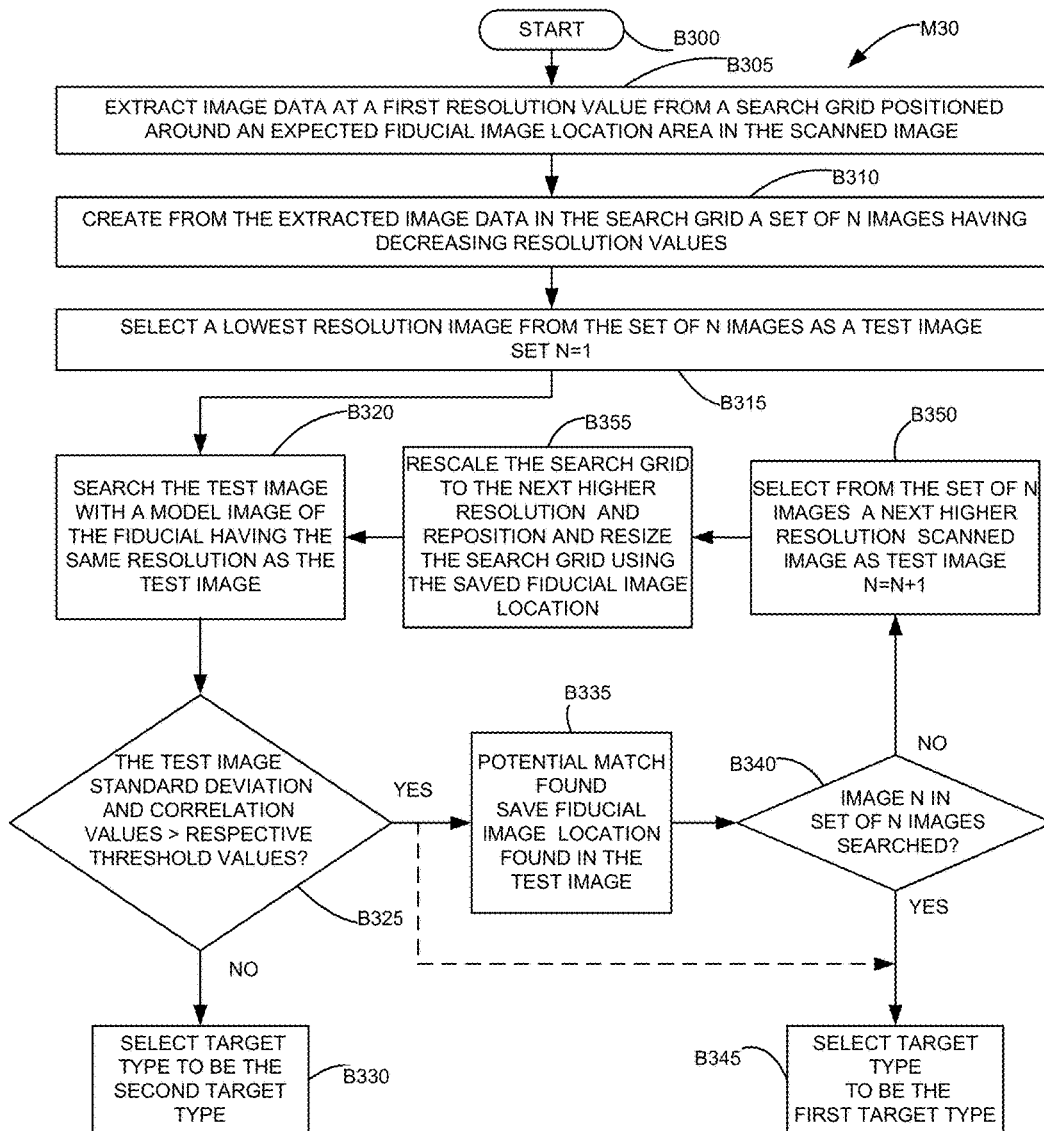 START
B300
M30
B305
EXTRACT IMAGE DATA AT A FIRST RESOLUTION VALUE FROM A SEARCH GRID POSITIONED
AROUND AN EXPECTED FIDUCIAL IMAGE LOCATION AREA IN THE SCANNED IMAGE
B310
CREATE FROM THE EXTRACTED IMAGE DATA IN THE SEARCH GRID A SET OF N IMAGES HAVING
DECREASING RESOLUTION VALUES
SELECT A LOWEST RESOLUTION IMAGE FROM THE SET OF N IMAGES AS A TEST IMAGE
SET N=1
B315
B320
SEARCH THE TEST IMAGE
WITH A MODEL IMAGE OF
THE FIDUCIAL HAVING THE
SAME RESOLUTION AS THE
TEST IMAGE
B355
RESCALE THE SEARCH GRID
TO THE NEXT HIGHER
RESOLUTION AND
REPOSITION AND RESIZE
THE SEARCH GRID USING
THE SAVED FIDUCIAL IMAGE
LOCATION
B350
SELECT FROM THE SET OF N
IMAGES A NEXT HIGHER
RESOLUTION SCANNED
IMAGE AS TEST IMAGE
N=N+1
THE TEST IMAGE
STANDARD DEVIATION
AND CORRELATION
VALUES > RESPECTIVE
THRESHOLD VALUES?
B325
YES
NO
B335
POTENTIAL MATCH
FOUND
SAVE FIDUCIAL
IMAGE LOCATION
FOUND IN THE
TEST IMAGE
B340
IMAGE N IN
SET OF N IMAGES
SEARCHED?
NO
YES
SELECT TARGET
TYPE TO BE THE
SECOND TARGET
TYPE
B330
B345
SELECT TARGET
TYPE
TO BE THE
FIRST TARGET TYPE